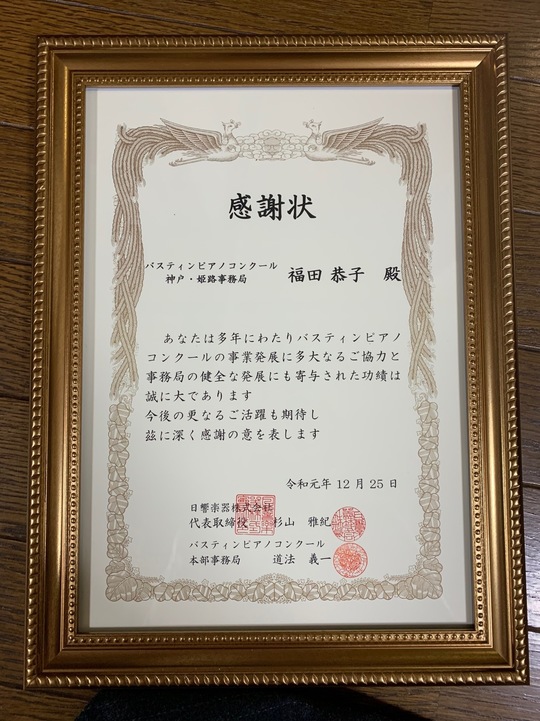 感謝状
バスティンピアノコンクール
神戸・姫路事務局
福田 恭子 殿
あなたは多年にわたりバスティンピアノ
コンクールの事業発展に多大なるご協力と
事務局の健全な発展にも寄与された功績は
誠に大であります
今後の更なるご活躍も期待し
茲に深く感謝の意を表します
令和元年 12 月 25 日
日響楽器株式会社
代表取締役 杉山 雅紀
バスティンピアノコンクール
本部事務局 道法 義一